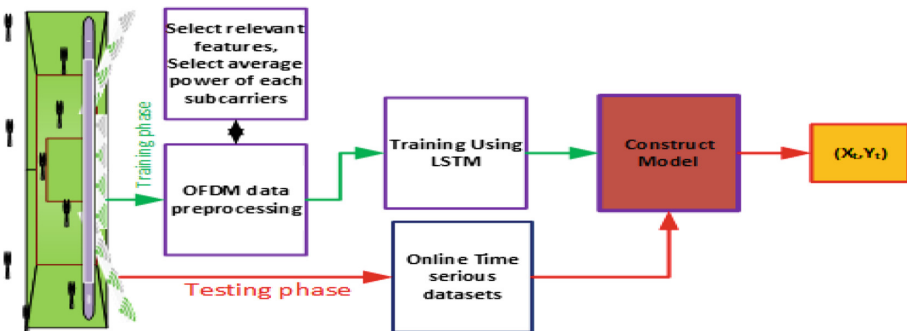 Select relevant
features,
Select average
power of each
subcarriers
Training phase
OFDM data
preprocessing
Training Using
LSTM
Construct
Model
(Xₜ,Yₜ)
Testing phase
Online Time
serious
datasets